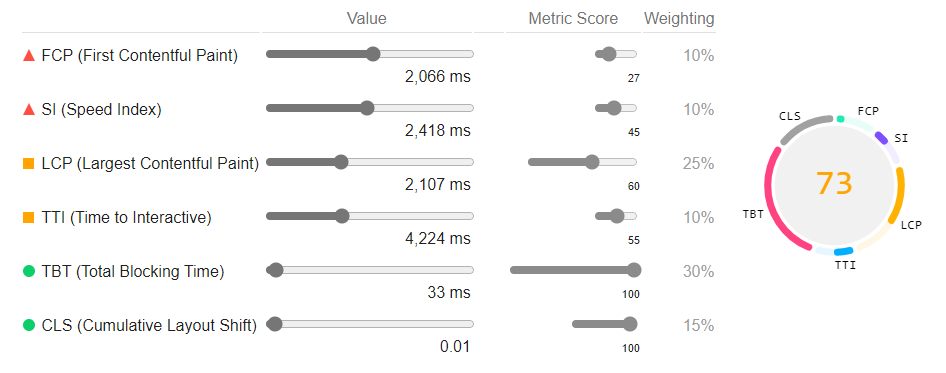 Value Metric Score Weighting
FCP (First Contentful Paint) 10%
2,066 ms 27
SI (Speed Index) 10%
2,418 ms 45
LCP (Largest Contentful Paint) 25%
2,107 ms 60
TTI (Time to Interactive) 10%
4,224 ms 55
TBT (Total Blocking Time) 30%
33 ms 100
CLS (Cumulative Layout Shift) 15%
0.01 100
CLS FCP
SI
73
TBT LCP
TTI